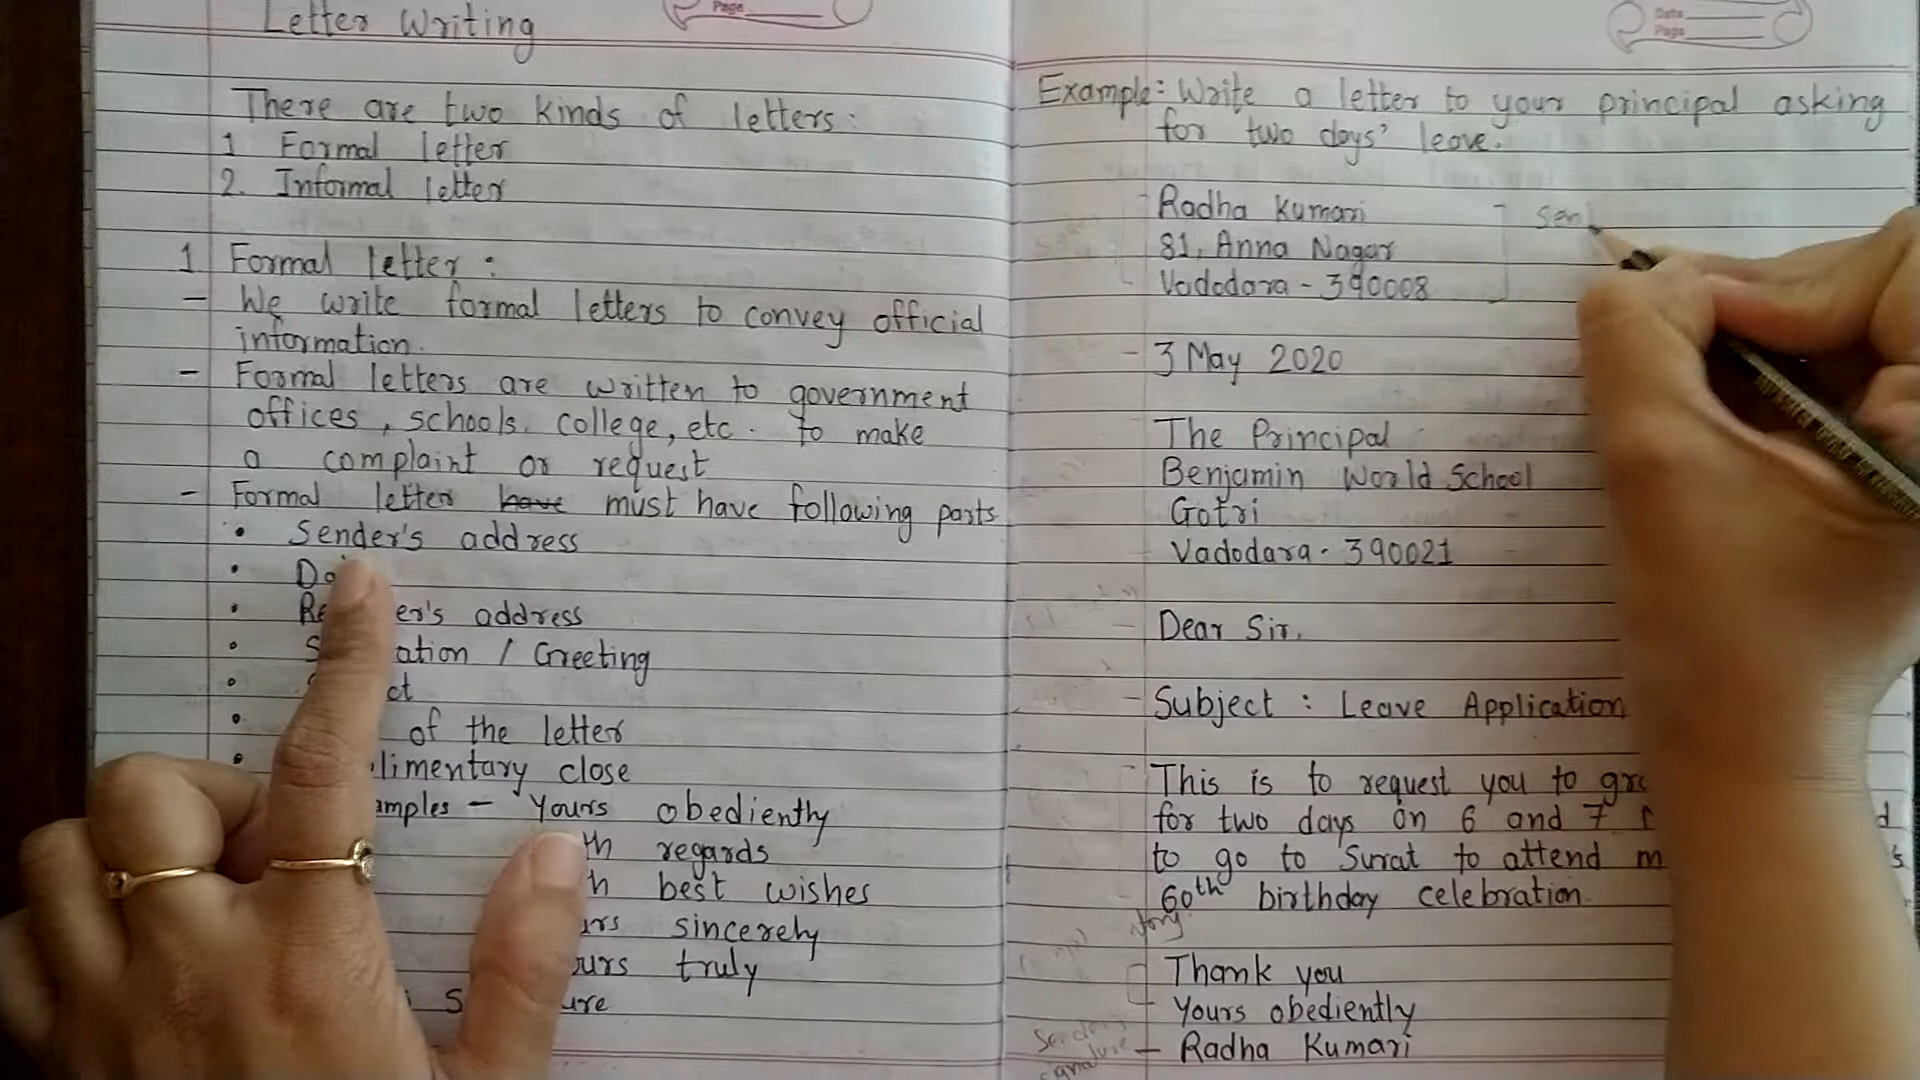 Letter Writing
Page
There are two kinds of letters:
1 Formal letter
2. Informal letter
1 Formal letter:
- We write formal letters to convey official
information.
- Formal letters are written to government
offices, schools, college, etc. to make
a complaint or request
- Formal letter have must have following parts
• Sender's address
•
• er's address
• ation / Greeting
• ct
• of the letter
• limentary close
amples - Yours obediently
th regards
h best wishes
urs sincerely
ours truly
ure
Date
Page
Example: Write a letter to your principal asking
for two days' leave.
Radha Kumari
81, Anna Nagar
Vadodara - 390008
Sen
- 3 May 2020
The Principal
Benjamin World School
Gotri
Vadodara - 390021
- Dear Sir,
- Subject : Leave Application
This is to request you to gra
for two days on 6 and 7
to go to Surat to attend m
60th birthday celebration.
Thank you
Yours obediently
- Radha Kumari